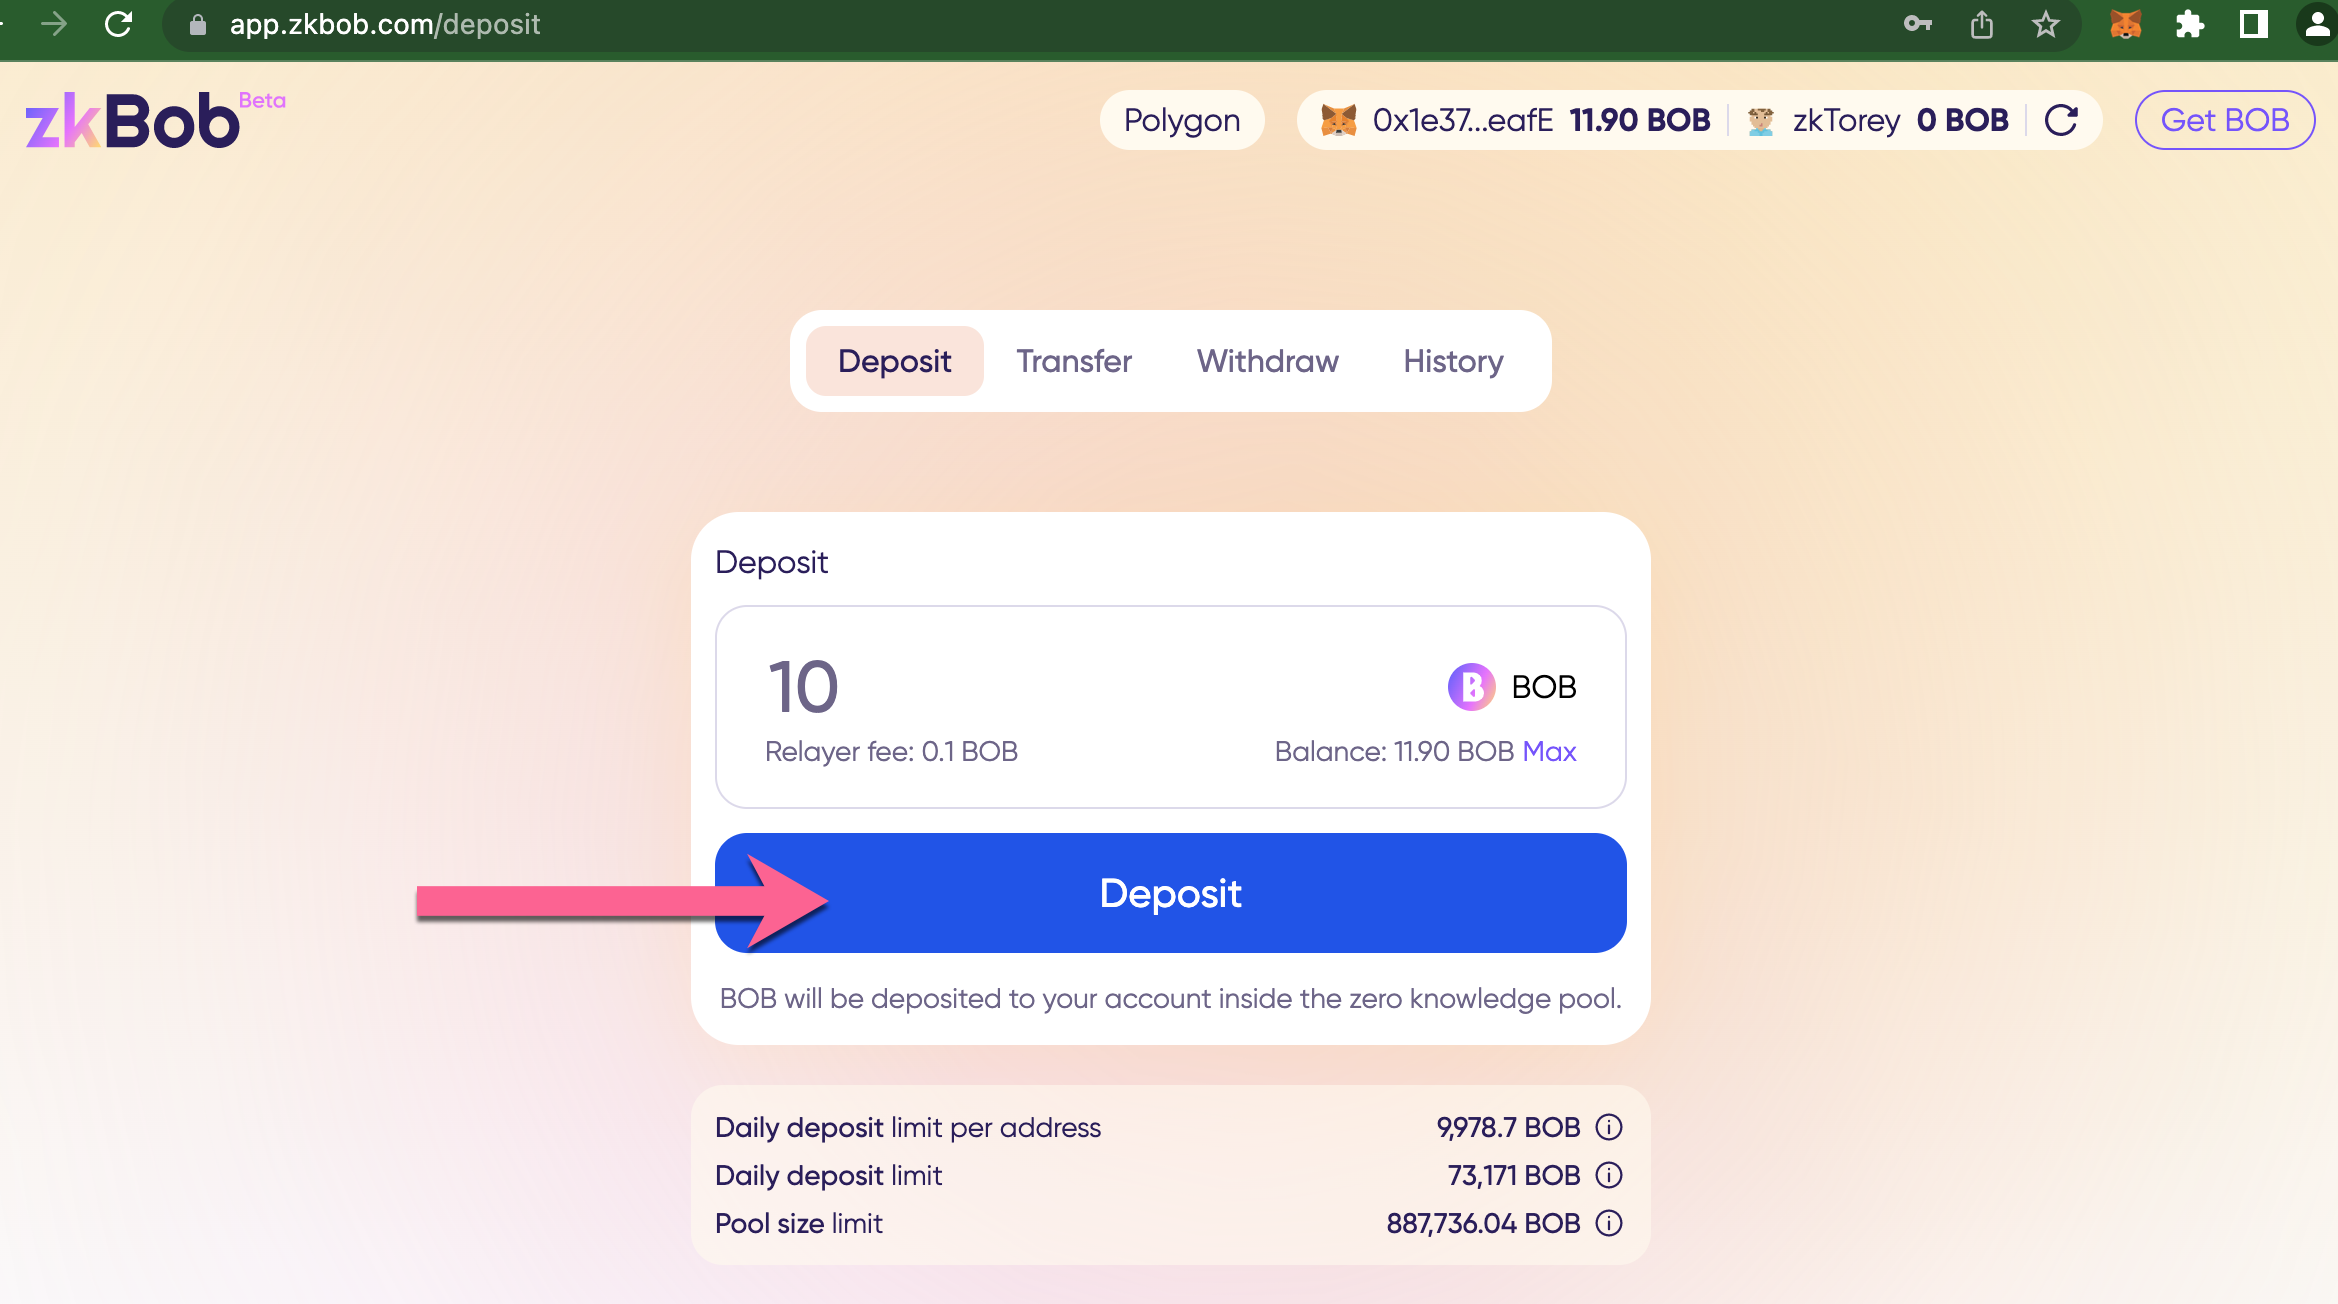 app.zkbob.com/deposit
zkBob Beta
Polygon
0x1e37...eafE 11.90 BOB
zkTorey 0 BOB
Get BOB
Deposit Transfer Withdraw History
Deposit
10
B BOB
Relayer fee: 0.1 BOB
Balance: 11.90 BOB Max
Deposit
BOB will be deposited to your account inside the zero knowledge pool.
Daily deposit limit per address 9,978.7 BOB
Daily deposit limit 73,171 BOB
Pool size limit 887,736.04 BOB